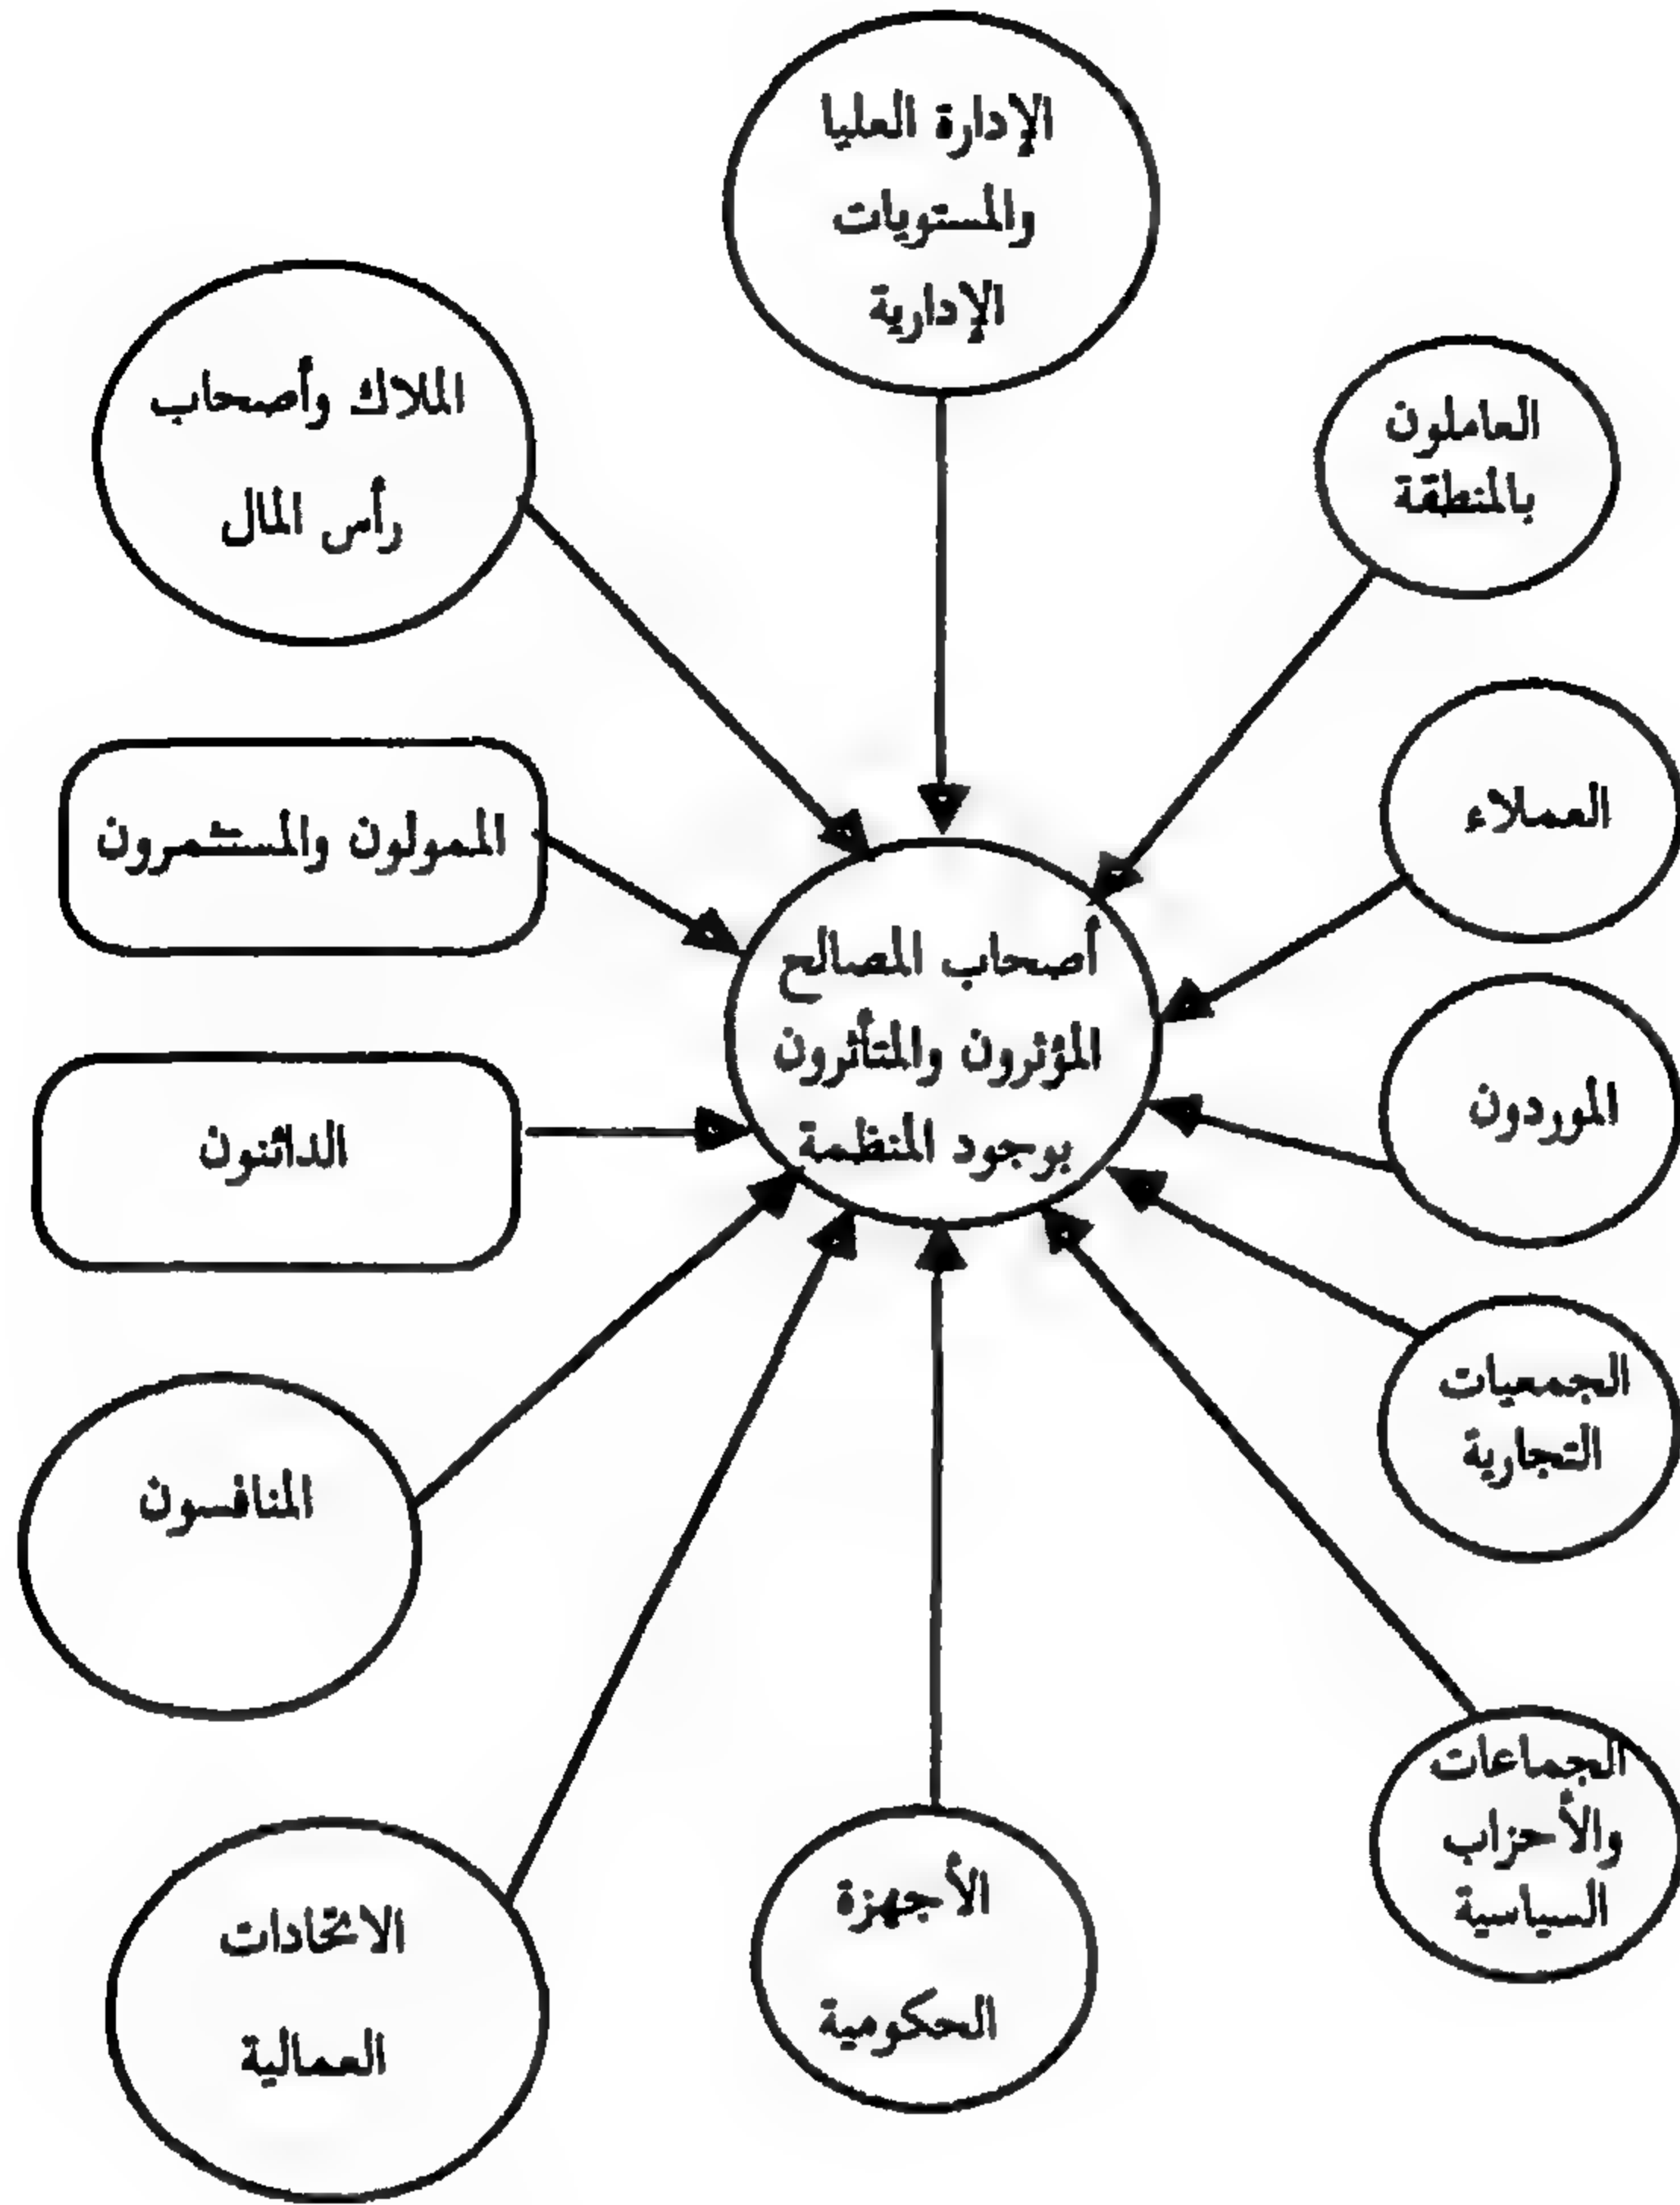 الإدارة العليا
والمستويات
الإدارية
العاملون
بالمنطقة
الملاك وأصحاب
رأس المال
العملاء
الممولون والمستثمرون
أصحاب المصالح
المؤثرون والمتأثرون
بوجود المنظمة
الموردون
الدائنون
الجمعيات
التجارية
المنافسون
الجماعات
والأحزاب
السياسية
الأجهزة
الحكومية
الاتحادات
العمالية